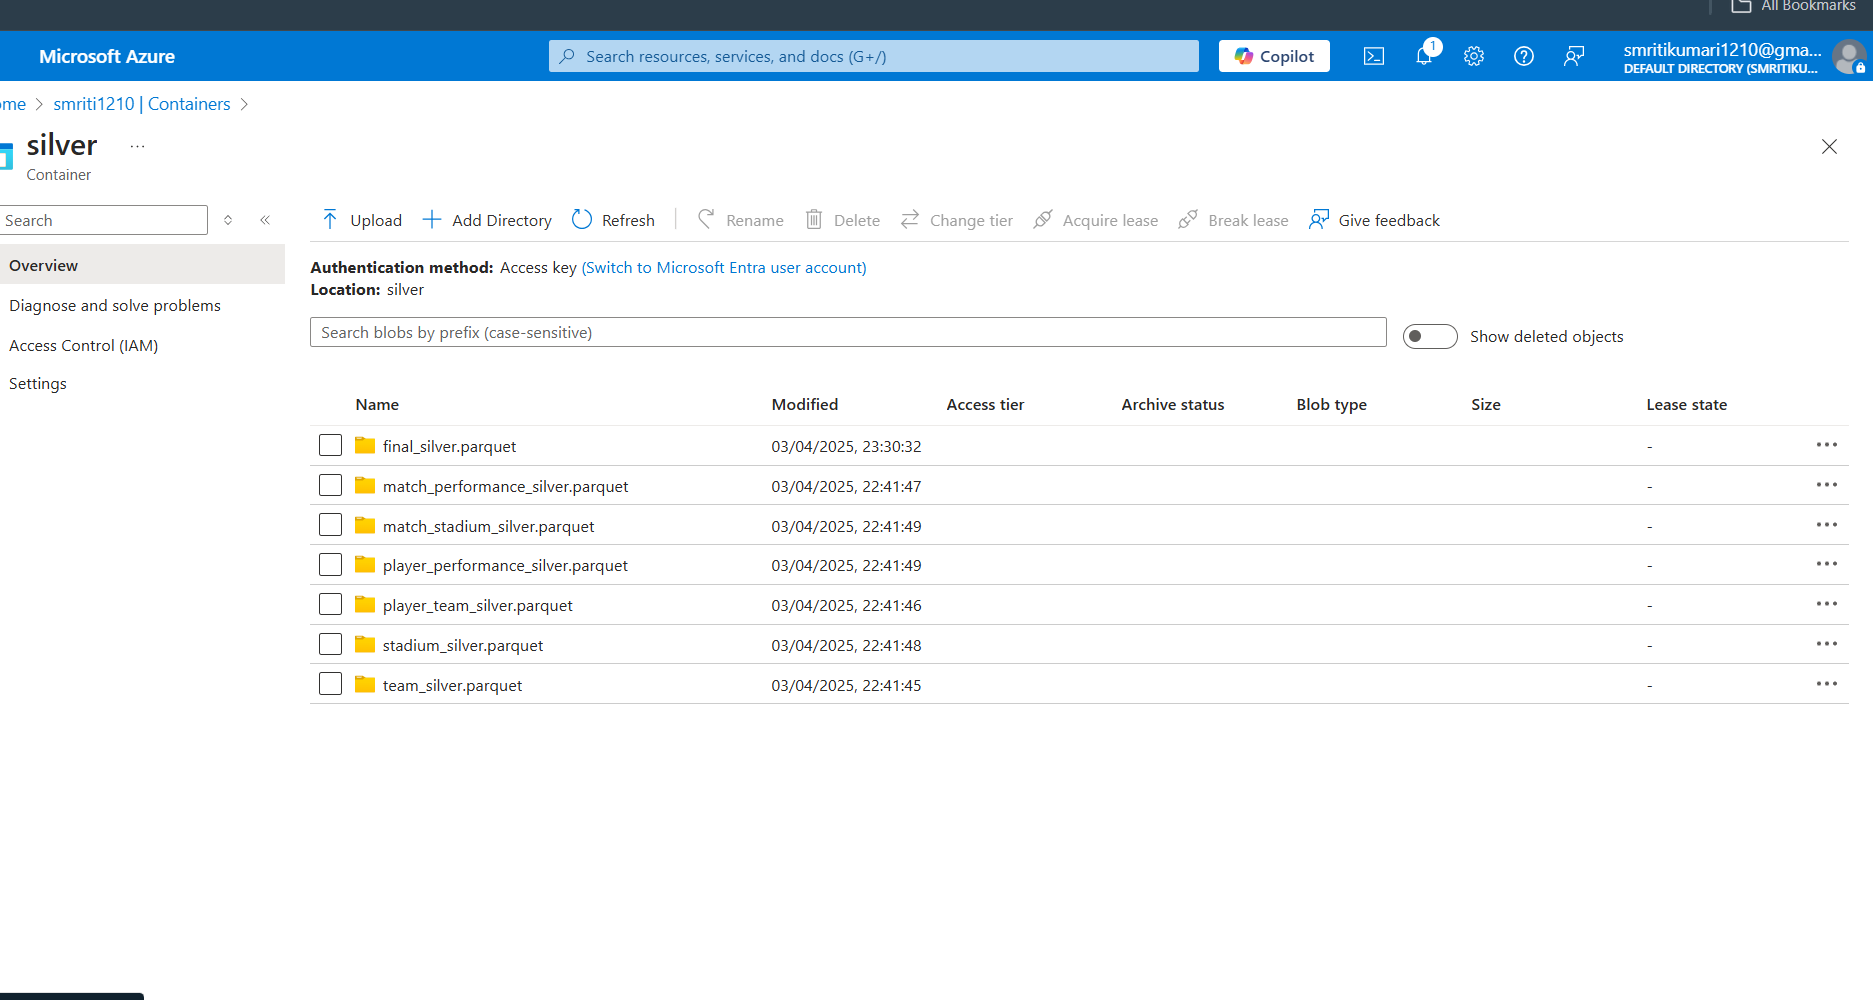 All Bookmarks
Microsoft Azure
Search resources, services, and docs (G+/)
Copilot
1
smritikumari1210@gma...
DEFAULT DIRECTORY (SMRITIKU...
ome > smriti1210 | Containers >
silver ...
Container
Search
Upload
Add Directory
Refresh
Rename
Delete
Change tier
Acquire lease
Break lease
Give feedback
Overview
Diagnose and solve problems
Access Control (IAM)
Settings
Authentication method: Access key (Switch to Microsoft Entra user account)
Location: silver
Search blobs by prefix (case-sensitive)
Show deleted objects
Name Modified Access tier Archive status Blob type Size Lease state
final_silver.parquet 03/04/2025, 23:30:32 - ...
match_performance_silver.parquet 03/04/2025, 22:41:47 - ...
match_stadium_silver.parquet 03/04/2025, 22:41:49 - ...
player_performance_silver.parquet 03/04/2025, 22:41:49 - ...
player_team_silver.parquet 03/04/2025, 22:41:46 - ...
stadium_silver.parquet 03/04/2025, 22:41:48 - ...
team_silver.parquet 03/04/2025, 22:41:45 - ...